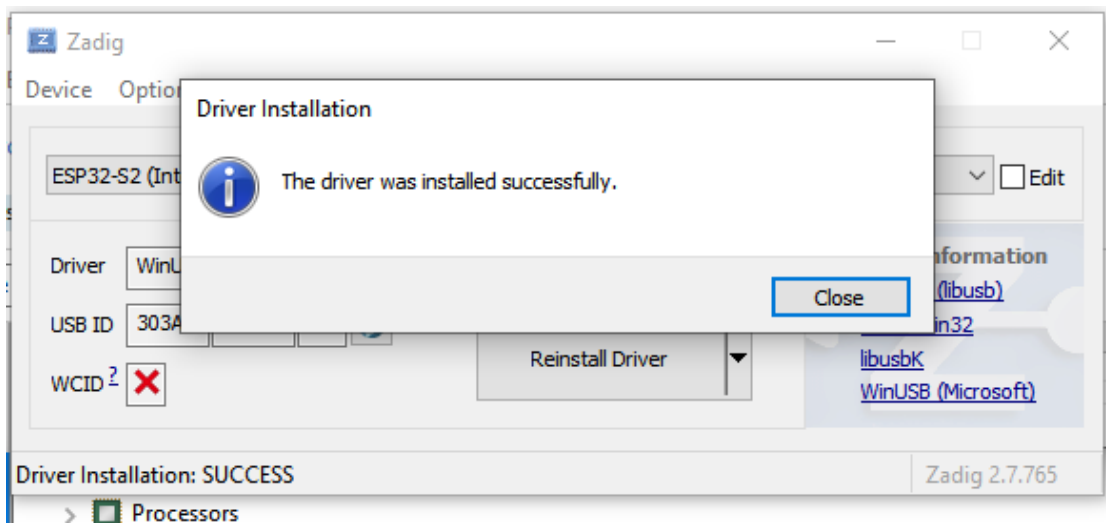 Zadig
Device Option
Driver Installation
The driver was installed successfully.
Close
ESP32-S2 (Int
Edit
Driver WinU
USB ID 303A
WCID ?
Reinstall Driver
nformation
(libusb)
in32
libusbK
WinUSB (Microsoft)
Driver Installation: SUCCESS
Zadig 2.7.765
Processors